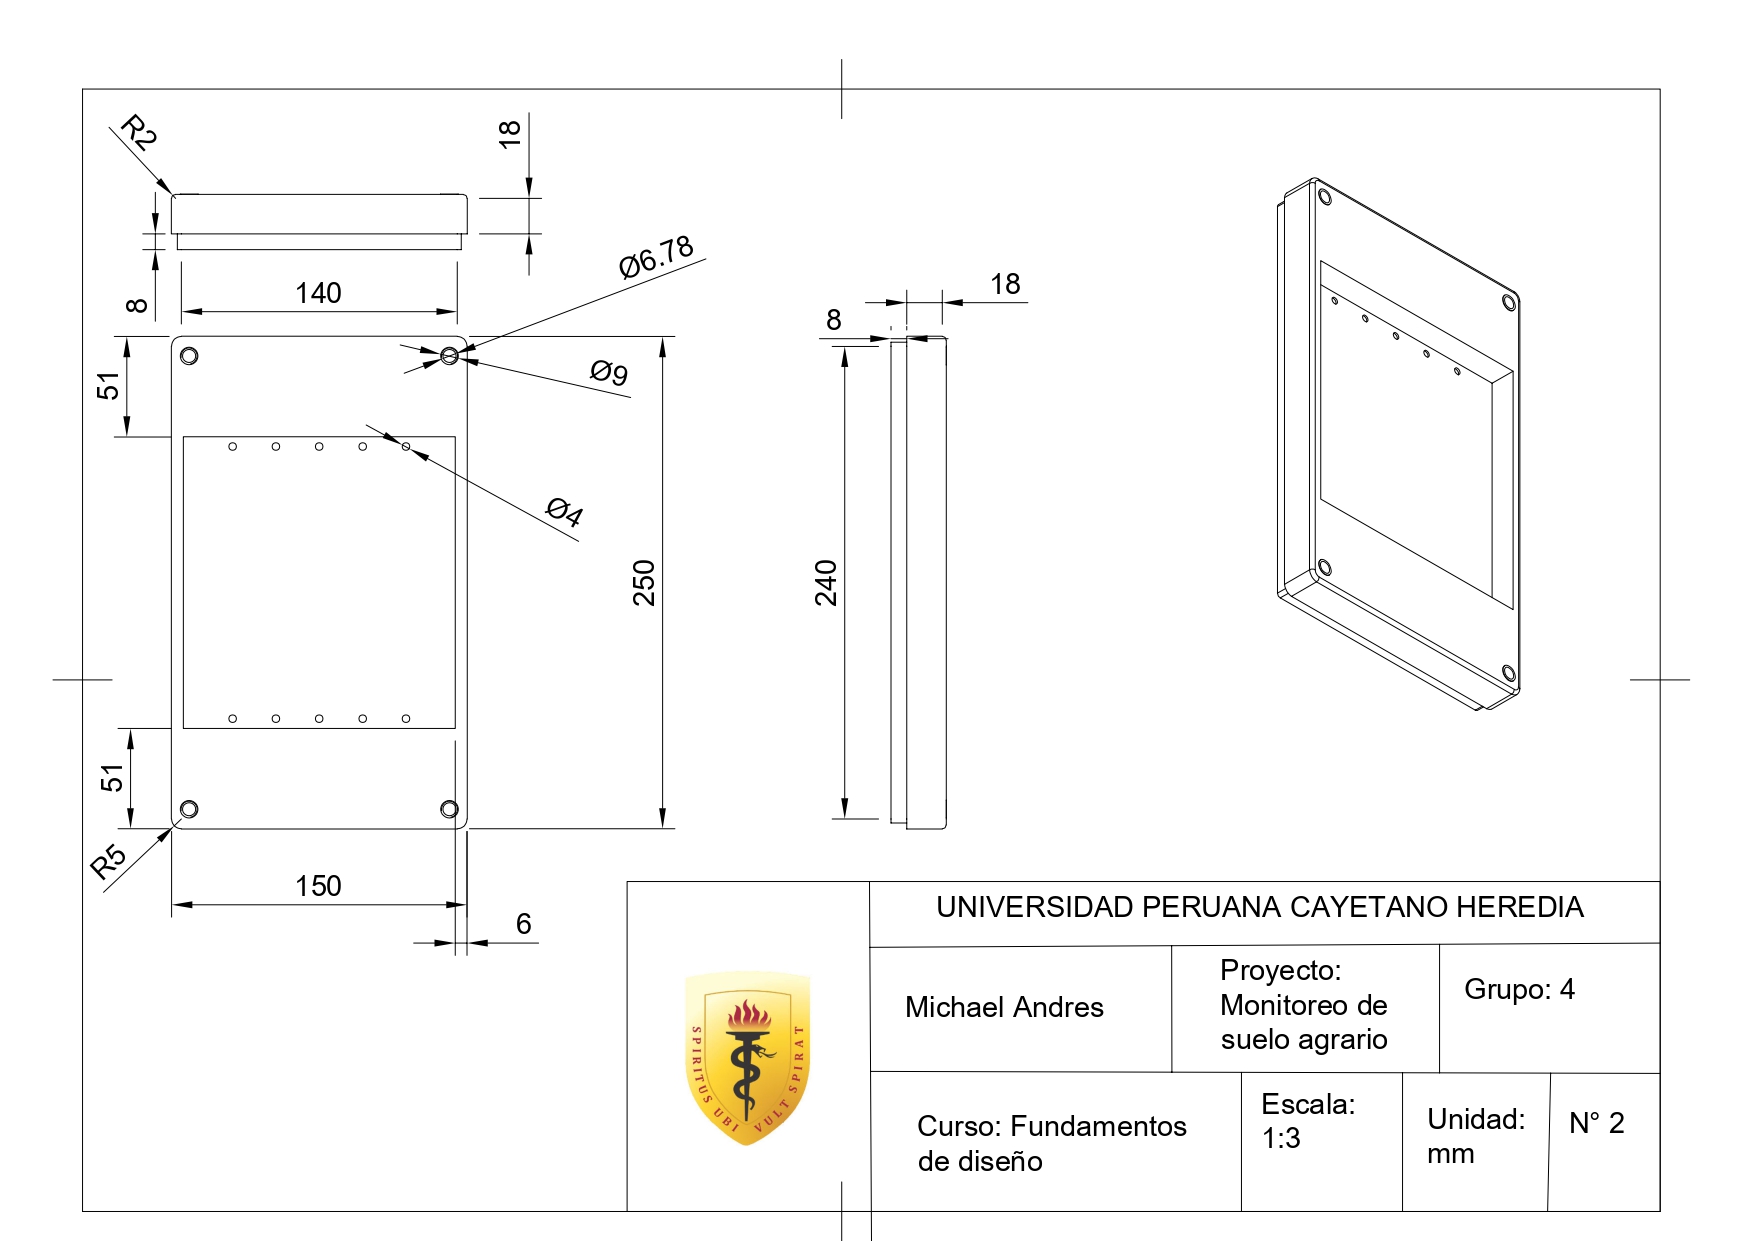 R2
18
8
140
Ø6.78
Ø9
51
Ø4
250
51
R5
150
6
18
8
240
UNIVERSIDAD PERUANA CAYETANO HEREDIA
Michael Andres
Proyecto:
Monitoreo de
suelo agrario
Grupo: 4
SPIRITUS UBI VULT SPIRAT
Curso: Fundamentos
de diseño
Escala:
1:3
Unidad:
mm
N° 2